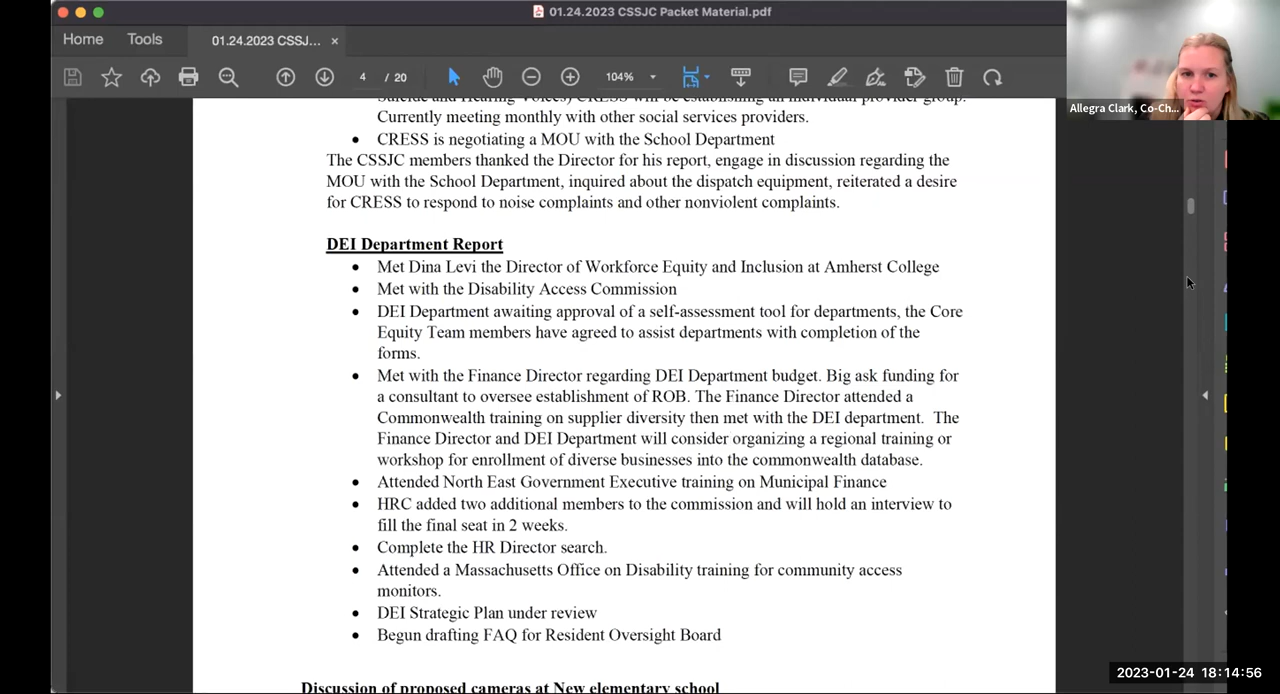 01.24.2023 CSSJC Packet Material.pdf
Home Tools 01.24.2023 CSSJ... ×
4 / 20 104%
Allegra Clark, Co-Ch...
Suicide and Hearing Voices) CRESS will be establishing an individual provider group.
Currently meeting monthly with other social services providers.
• CRESS is negotiating a MOU with the School Department
The CSSJC members thanked the Director for his report, engage in discussion regarding the
MOU with the School Department, inquired about the dispatch equipment, reiterated a desire
for CRESS to respond to noise complaints and other nonviolent complaints.
DEI Department Report
• Met Dina Levi the Director of Workforce Equity and Inclusion at Amherst College
• Met with the Disability Access Commission
• DEI Department awaiting approval of a self-assessment tool for departments, the Core
Equity Team members have agreed to assist departments with completion of the
forms.
• Met with the Finance Director regarding DEI Department budget. Big ask funding for
a consultant to oversee establishment of ROB. The Finance Director attended a
Commonwealth training on supplier diversity then met with the DEI department. The
Finance Director and DEI Department will consider organizing a regional training or
workshop for enrollment of diverse businesses into the commonwealth database.
• Attended North East Government Executive training on Municipal Finance
• HRC added two additional members to the commission and will hold an interview to
fill the final seat in 2 weeks.
• Complete the HR Director search.
• Attended a Massachusetts Office on Disability training for community access
monitors.
• DEI Strategic Plan under review
• Begun drafting FAQ for Resident Oversight Board
Discussion of proposed cameras at New elementary school
2023-01-24 18:14:56